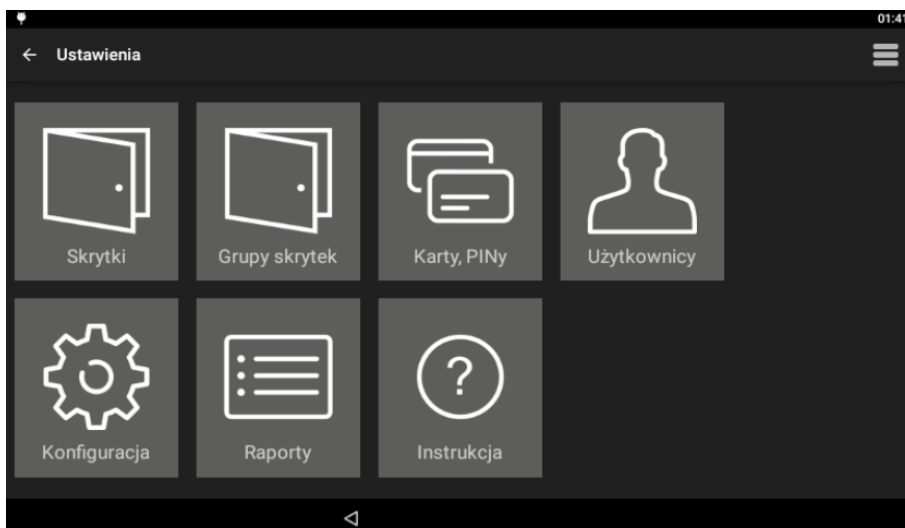 01:41
Ustawienia
Skrytki
Grupy skrytek
Karty, PINy
Użytkownicy
Konfiguracja
Raporty
?
Instrukcja